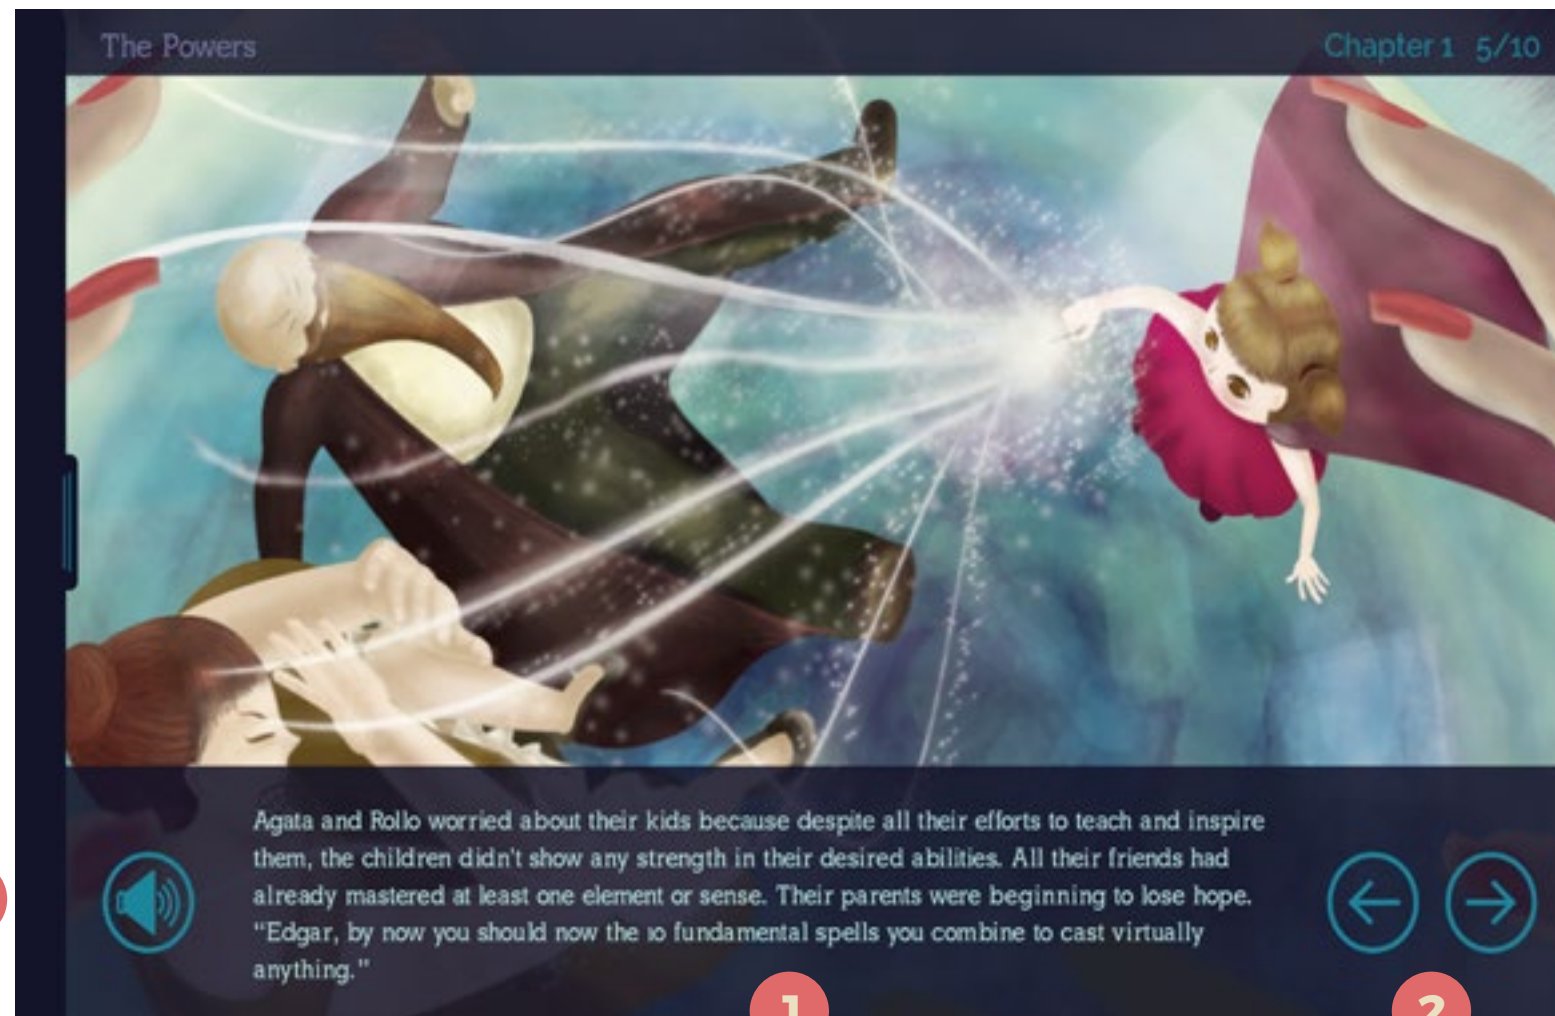 The Powers
Chapter 1 5/10
Agata and Rollo worried about their kids because despite all their efforts to teach and inspire
them, the children didn't show any strength in their desired abilities. All their friends had
already mastered at least one element or sense. Their parents were beginning to lose hope.
"Edgar, by now you should now the 10 fundamental spells you combine to cast virtually
anything."
1
2